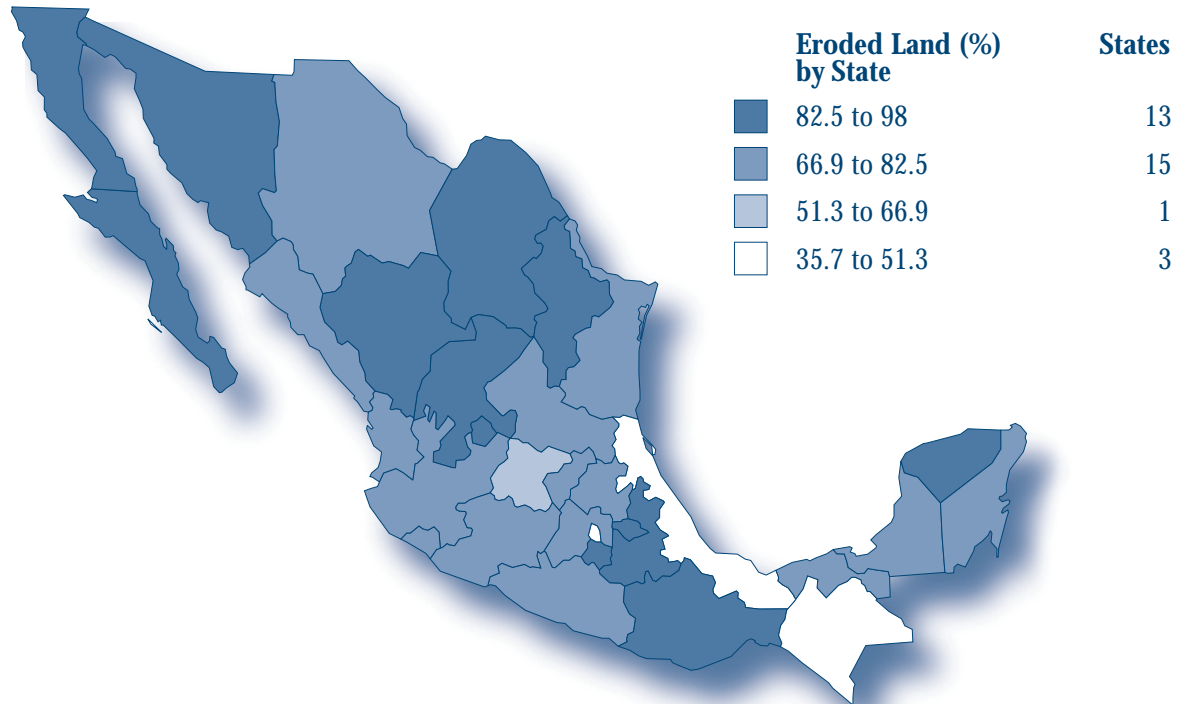 Eroded Land (%) States
by State
82.5 to 98 13
66.9 to 82.5 15
51.3 to 66.9 1
35.7 to 51.3 3